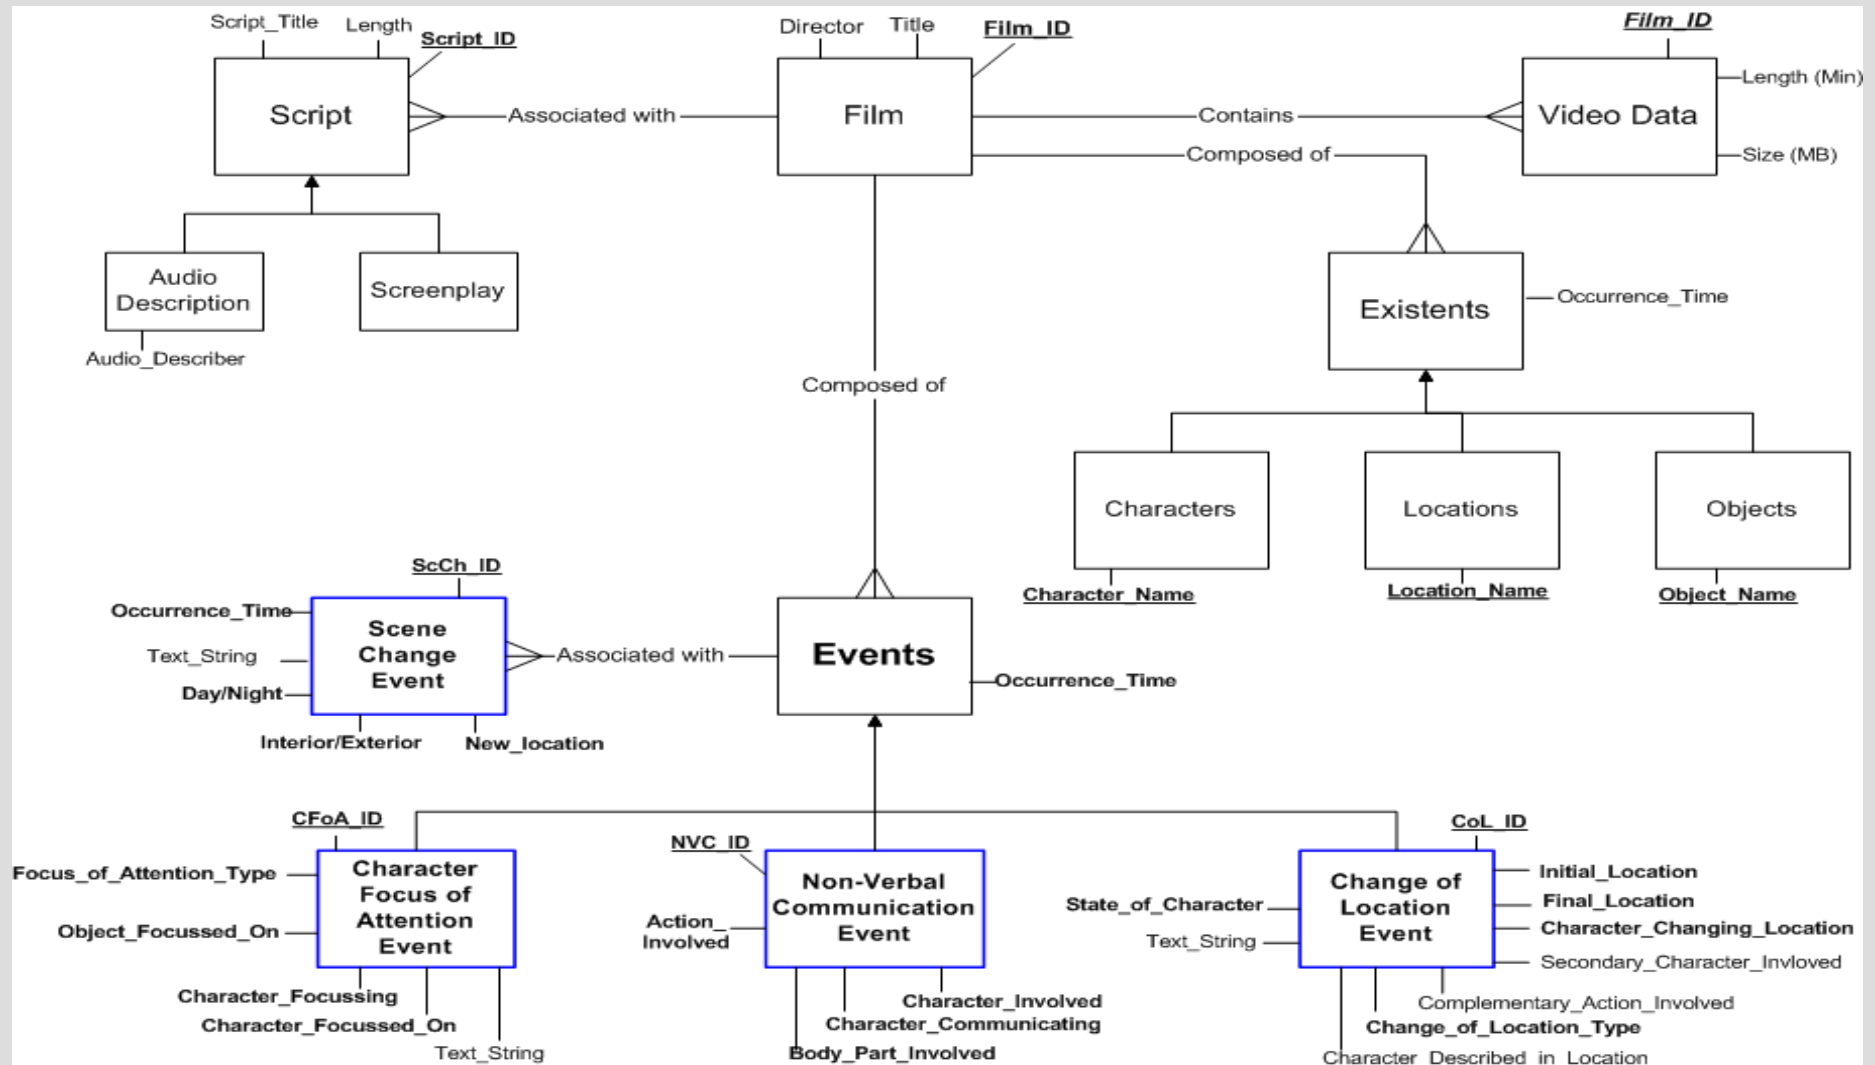 Script_Title
Length
Script_ID
Director
Title
Film_ID
Film_ID
Script
Associated with
Film
Contains
Composed of
Video Data
Length (Min)
Size (MB)
Audio
Description
Screenplay
Audio_Describer
Existents
Occurrence_Time
Composed of
Characters
Locations
Objects
Character_Name
Location_Name
Object_Name
ScCh_ID
Occurrence_Time
Text_String
Day/Night
Scene
Change
Event
Interior/Exterior
New_location
Associated with
Events
Occurrence_Time
CFoA_ID
Focus_of_Attention_Type
Object_Focussed_On
Character
Focus of
Attention
Event
Character_Focussing
Character_Focussed_On
Text_String
NVC_ID
Action_
Involved
Non-Verbal
Communication
Event
Character_Involved
Character_Communicating
Body_Part_Involved
CoL_ID
State_of_Character
Text_String
Change of
Location
Event
Initial_Location
Final_Location
Character_Changing_Location
Secondary_Character_Invloved
Complementary_Action_Involved
Change_of_Location_Type
Character_Described_in_Location